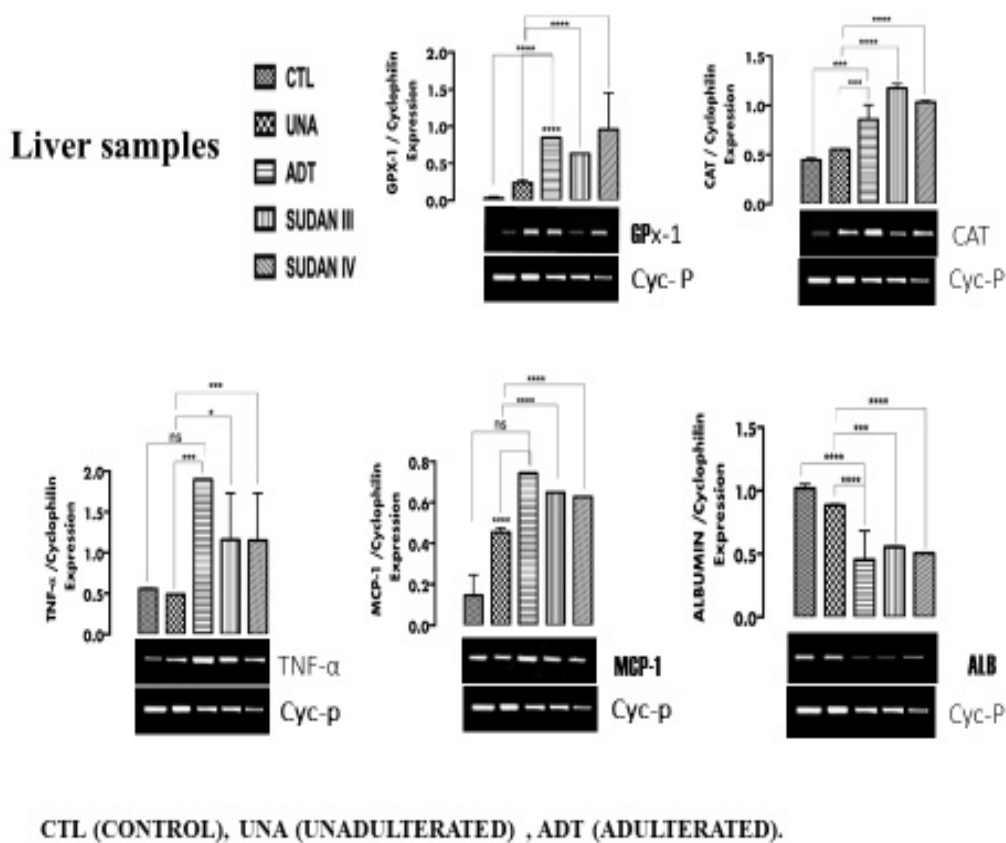 Liver samples
CTL
UNA
ADT
SUDAN III
SUDAN IV
GPX-1 / Cyclophilin
Expression
2.0
1.5
1.0
0.5
0.0
****
****
****
****
GPx-1
Cyc- P
CAT / Cyclophilin
Expression
1.5
1.0
0.5
0.0
****
****
***
***
CAT
Cyc-P
TNF-α /Cyclophilin
Expression
2.0
1.5
1.0
0.5
0.0
***
*
ns
***
TNF-α
Cyc-p
MCP-1 /Cyclophilin
Expression
0.8
0.6
0.4
0.2
0.0
****
****
ns
****
MCP-1
Cyc-p
ALBUMIN /Cyclophilin
Expression
1.5
1.0
0.5
0.0
****
***
****
****
ALB
Cyc-P
CTL (CONTROL), UNA (UNADULTERATED) , ADT (ADULTERATED).